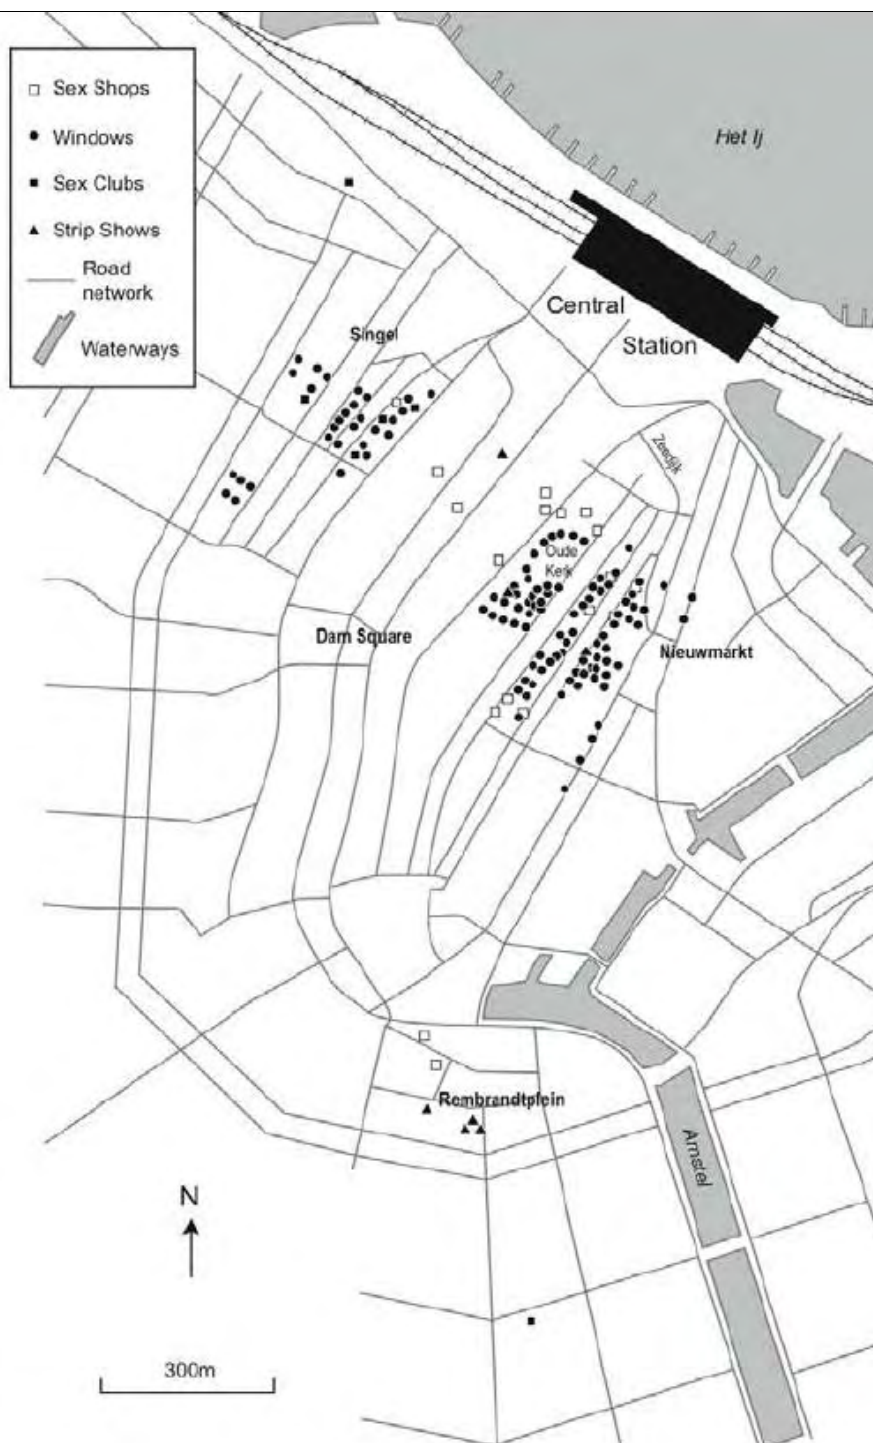 Sex Shops
Windows
Sex Clubs
Strip Shows
Road
network
Waterways
Het Ij
Central
Station
Singel
Zeedijk
Oude
Kerk
Dam Square
Nieuwmarkt
Rembrandtplein
Amstel
N
300m